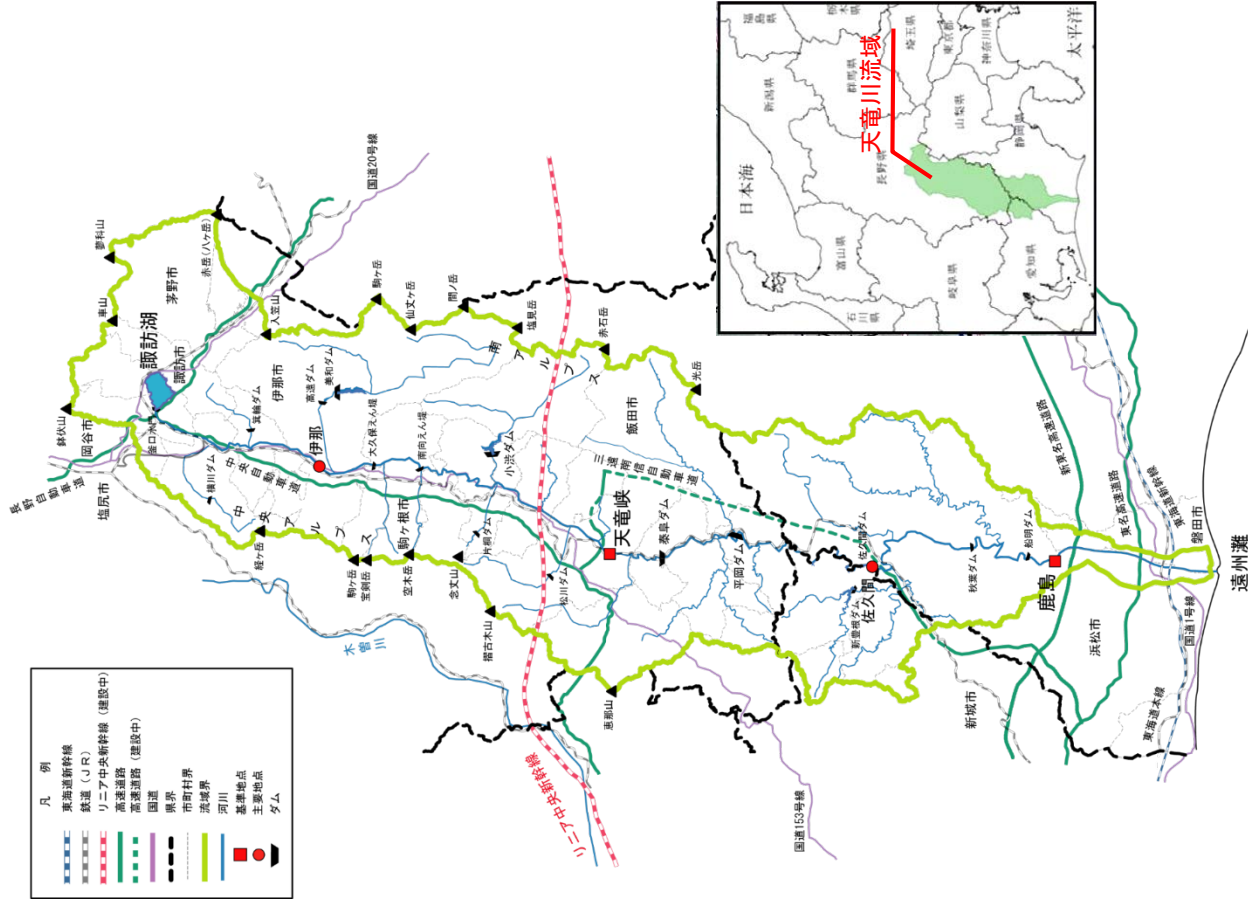 凡 例
東海道新幹線
鉄道(JR)
リニア中央新幹線(建設中)
高速道路
高速道路(建設中)
国道
県界
市町村界
流域界
河川
基準地点
主要地点
ダム
長野自動車道
塩尻市
岡谷市
鉢伏山
車山
蓼科山
茅野市
赤岳(八ヶ岳)
国道20号線
諏訪湖
諏訪市
釜口水門
入笠山
横川ダム
中央自動車道
箕輪ダム
伊那市
伊那
高遠ダム
美和ダム
駒ヶ岳
仙丈ヶ岳
間ノ岳
塩見岳
赤石岳
光岳
南アルプス
中央アルプス
経ヶ岳
駒ヶ岳
宝剣岳
空木岳
念丈山
摺古木山
恵那山
木曽川
大久保えん堤
南向えん堤
駒ヶ根市
片桐ダム
小渋ダム
松川ダム
飯田市
リニア中央新幹線
三遠南信自動車道
天竜峡
泰阜ダム
平岡ダム
国道153号線
佐久間ダム
佐久間
新豊根ダム
秋葉ダム
船明ダム
鹿島
新城市
浜松市
新東名高速道路
東名高速道路
東海道新幹線
磐田市
国道1号線
東海道本線
遠州灘
天竜川流域
日本海
太平洋
新潟県
福島県
群馬県
埼玉県
東京都
神奈川県
山梨県
静岡県
長野県
富山県
石川県
岐阜県
愛知県